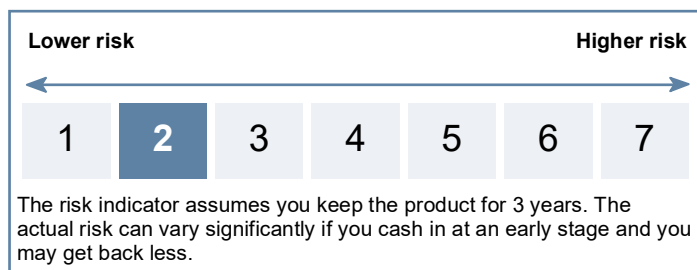 Lower risk Higher risk
1 2 3 4 5 6 7
The risk indicator assumes you keep the product for 3 years. The
actual risk can vary significantly if you cash in at an early stage and you
may get back less.